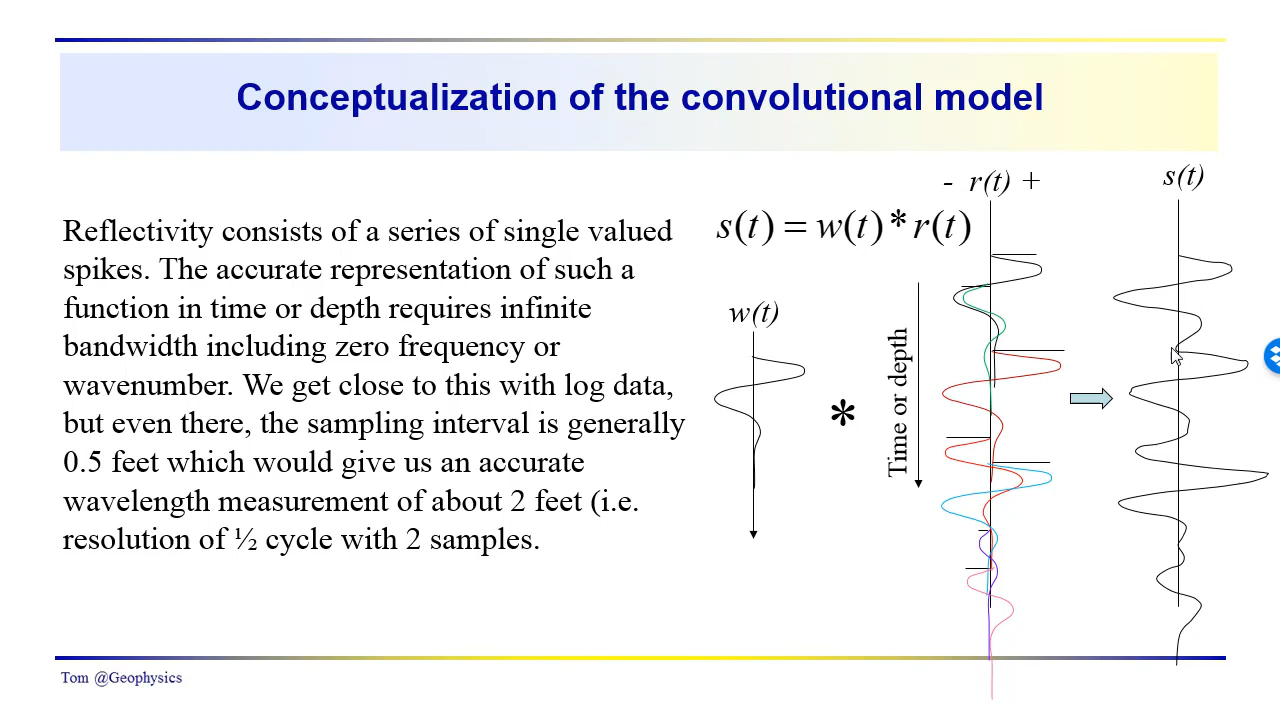 Conceptualization of the convolutional model
Reflectivity consists of a series of single valued
spikes. The accurate representation of such a
function in time or depth requires infinite
bandwidth including zero frequency or
wavenumber. We get close to this with log data,
but even there, the sampling interval is generally
0.5 feet which would give us an accurate
wavelength measurement of about 2 feet (i.e.
resolution of ½ cycle with 2 samples.
s(t) = w(t) * r(t)
- r(t) +
s(t)
w(t)
*
Time or depth
Tom @Geophysics